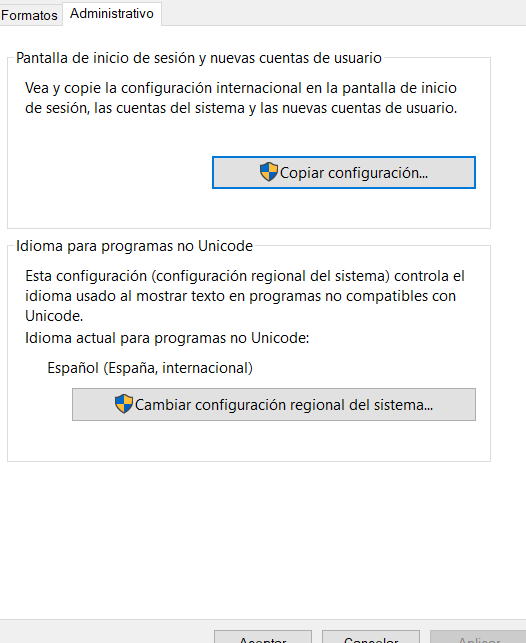 Formatos Administrativo
Pantalla de inicio de sesión y nuevas cuentas de usuario
Vea y copie la configuración internacional en la pantalla de inicio
de sesión, las cuentas del sistema y las nuevas cuentas de usuario.
Copiar configuración...
Idioma para programas no Unicode
Esta configuración (configuración regional del sistema) controla el
idioma usado al mostrar texto en programas no compatibles con
Unicode.
Idioma actual para programas no Unicode:
Español (España, internacional)
Cambiar configuración regional del sistema...
Aceptar Cancelar Aplicar